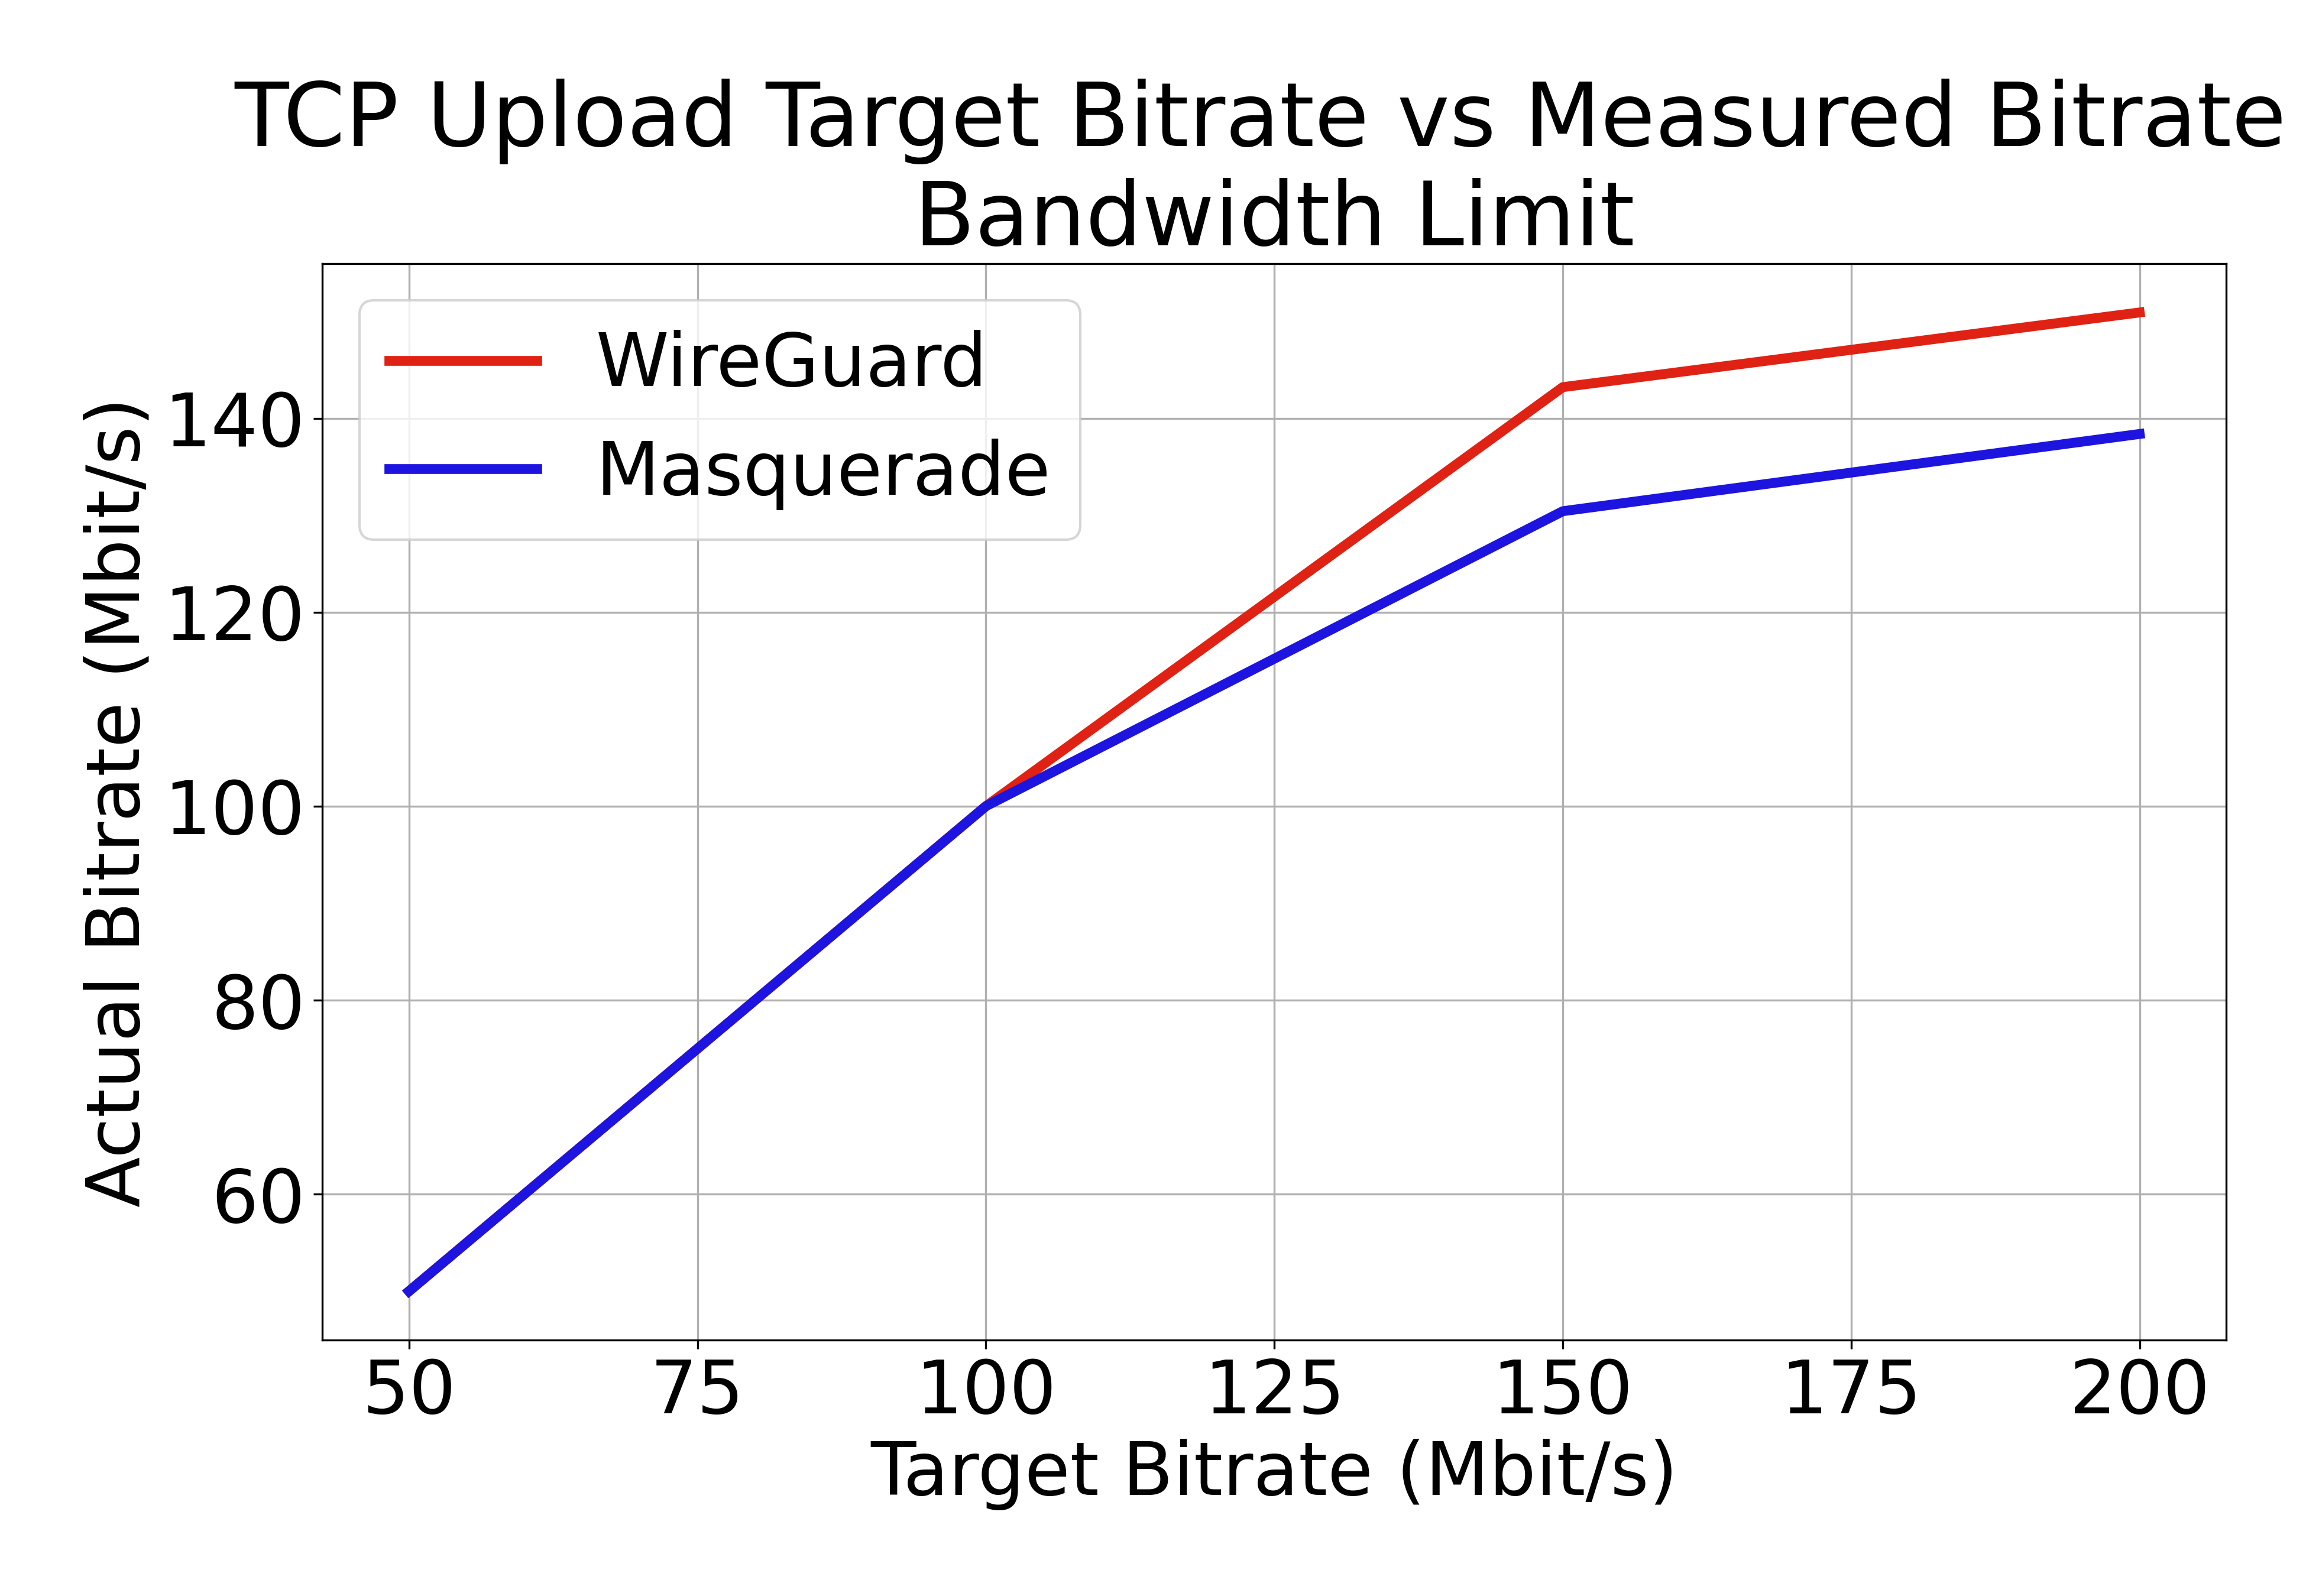 TCP Upload Target Bitrate vs Measured Bitrate
Bandwidth Limit
WireGuard
Masquerade
Actual Bitrate (Mbit/s)
140
120
100
80
60
50 75 100 125 150 175 200
Target Bitrate (Mbit/s)